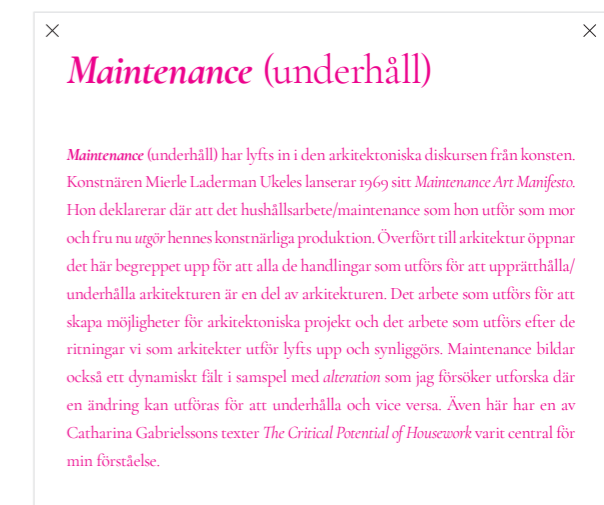 Maintenance (underhåll)
Maintenance (underhåll) har lyfts in i den arkitektoniska diskursen från konsten.
Konstnären Mierle Laderman Ukeles lanserar 1969 sitt Maintenance Art Manifesto.
Hon deklarerar där att det hushållsarbete/maintenance som hon utför som mor
och fru nu utgör hennes konstnärliga produktion. Överfört till arkitektur öppnar
det här begreppet upp för att alla de handlingar som utförs för att upprätthålla/
underhålla arkitekturen är en del av arkitekturen. Det arbete som utförs för att
skapa möjligheter för arkitektoniska projekt och det arbete som utförs efter de
ritningar vi som arkitekter utför lyfts upp och synliggörs. Maintenance bildar
också ett dynamiskt fält i samspel med alteration som jag försöker utforska där
en ändring kan utföras för att underhålla och vice versa. Även här har en av
Catharina Gabrielssons texter The Critical Potential of Housework varit central för
min förståelse.